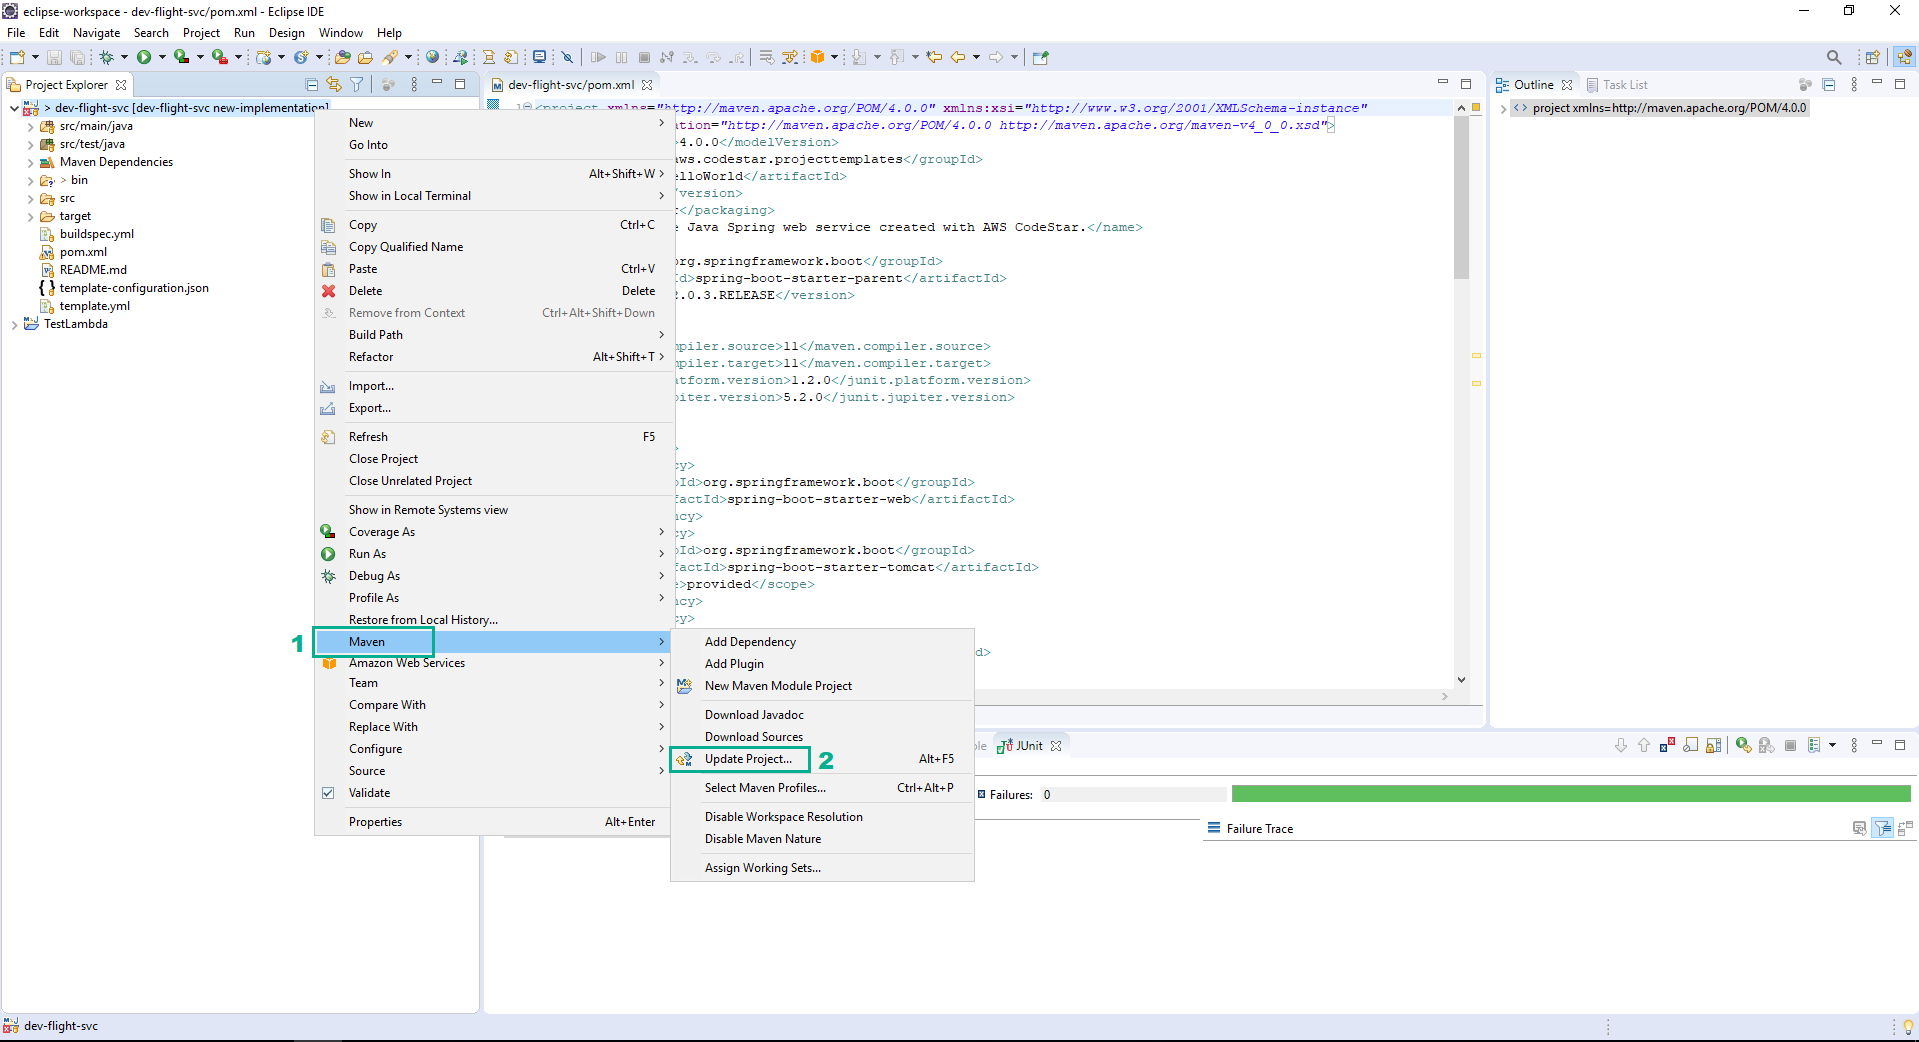 eclipse-workspace - dev-flight-svc/pom.xml - Eclipse IDE
File Edit Navigate Search Project Run Design Window Help
Project Explorer
> dev-flight-svc [dev-flight-svc new-implementation]
src/main/java
src/test/java
Maven Dependencies
> bin
src
target
buildspec.yml
pom.xml
README.md
template-configuration.json
template.yml
TestLambda
New
Go Into
Show In Alt+Shift+W >
Show in Local Terminal
Copy Ctrl+C
Copy Qualified Name
Paste Ctrl+V
Delete Delete
Remove from Context Ctrl+Alt+Shift+Down
Build Path
Refactor Alt+Shift+T >
Import...
Export...
Refresh F5
Close Project
Close Unrelated Project
Show in Remote Systems view
Coverage As
Run As
Debug As
Profile As
Restore from Local History...
1 Maven
Amazon Web Services
Team
Compare With
Replace With
Configure
Source
Validate
Properties Alt+Enter
Add Dependency
Add Plugin
New Maven Module Project
Download Javadoc
Download Sources
Update Project... 2 Alt+F5
Select Maven Profiles... Ctrl+Alt+P
Disable Workspace Resolution
Disable Maven Nature
Assign Working Sets...
dev-flight-svc/pom.xml
1 <project xmlns="http://maven.apache.org/POM/4.0.0" xmlns:xsi="http://www.w3.org/2001/XMLSchema-instance"
ation="http://maven.apache.org/POM/4.0.0 http://maven.apache.org/maven-v4_0_0.xsd">
>4.0.0</modelVersion>
aws.codestar.projecttemplates</groupId>
elloWorld</artifactId>
/version>
r</packaging>
e Java Spring web service created with AWS CodeStar.</name>
org.springframework.boot</groupId>
Id>spring-boot-starter-parent</artifactId>
2.0.3.RELEASE</version>
mpiler.source>11</maven.compiler.source>
mpiler.target>11</maven.compiler.target>
atform.version>1.2.0</junit.platform.version>
piter.version>5.2.0</junit.jupiter.version>
>
cy>
pId>org.springframework.boot</groupId>
factId>spring-boot-starter-web</artifactId>
ncy>
cy>
pId>org.springframework.boot</groupId>
factId>spring-boot-starter-tomcat</artifactId>
e>provided</scope>
ncy>
cy>
d>
Outline
Task List
project xmlns=http://maven.apache.org/POM/4.0.0
le
JUnit
Failures: 0
Failure Trace
dev-flight-svc